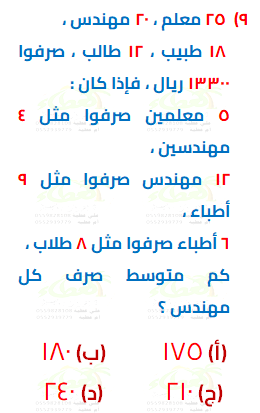 ٩) ٢٥ معلم ، ٢٠ مهندس ،
١٨ طبيب ، ١٢ طالب ، صرفوا
١٣٣٠٠ ريال ، فإذا كان :
٥ معلمين صرفوا مثل ٤
مهندسين ،
١٢ مهندس صرفوا مثل ٩
أطباء ،
٦ أطباء صرفوا مثل ٨ طلاب ،
كم متوسط صرف كل
مهندس ؟
(أ) ١٧٥ (ب) ١٨٠
(ج) ٢١٠ (د) ٢٤٠